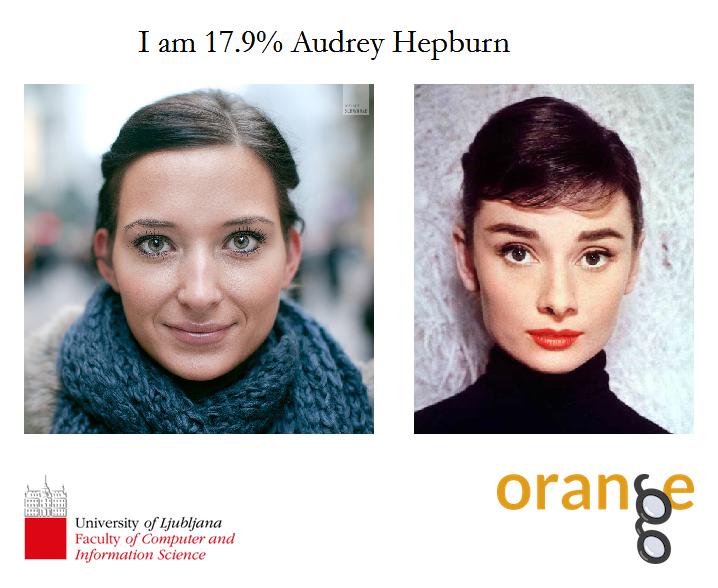 I am 17.9% Audrey Hepburn
University of Ljubljana
Faculty of Computer and
Information Science
orange